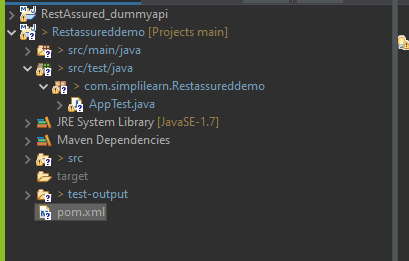 RestAssured_dummyapi
> Restassureddemo [Projects main]
> src/main/java
> src/test/java
> com.simplilearn.Restassureddemo
> AppTest.java
JRE System Library [JavaSE-1.7]
Maven Dependencies
> src
target
> test-output
pom.xml